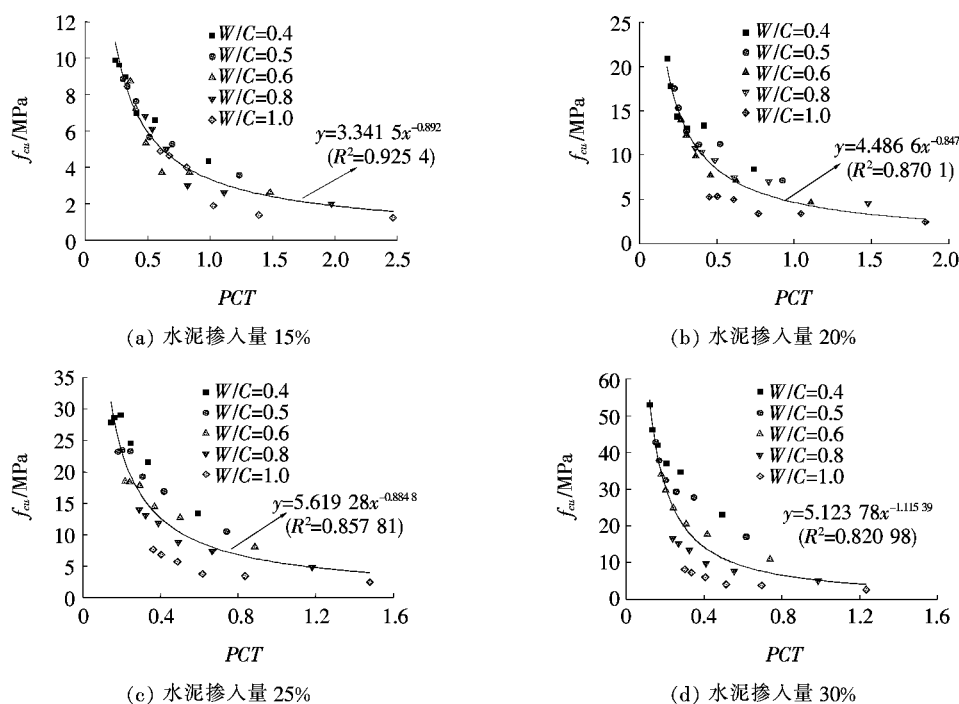 12
10
8
6
4
2
0
f_cu/MPa
W/C=0.4
W/C=0.5
W/C=0.6
W/C=0.8
W/C=1.0
y=3.341 5x^-0.892
(R²=0.925 4)
0.5
1.0
1.5
2.0
2.5
PCT
(a) 水泥掺入量 15%
25
20
15
10
5
0
f_cu/MPa
W/C=0.4
W/C=0.5
W/C=0.6
W/C=0.8
W/C=1.0
y=4.486 6x^-0.847
(R²=0.870 1)
0.5
1.0
1.5
2.0
PCT
(b) 水泥掺入量 20%
35
30
25
20
15
10
5
0
f_cu/MPa
W/C=0.4
W/C=0.5
W/C=0.6
W/C=0.8
W/C=1.0
y=5.619 28x^-0.884 8
(R²=0.857 81)
0
0.4
0.8
1.2
1.6
PCT
(c) 水泥掺入量 25%
60
50
40
30
20
10
0
f_cu/MPa
W/C=0.4
W/C=0.5
W/C=0.6
W/C=0.8
W/C=1.0
y=5.123 78x^-1.115 39
(R²=0.820 98)
0
0.4
0.8
1.2
1.6
PCT
(d) 水泥掺入量 30%